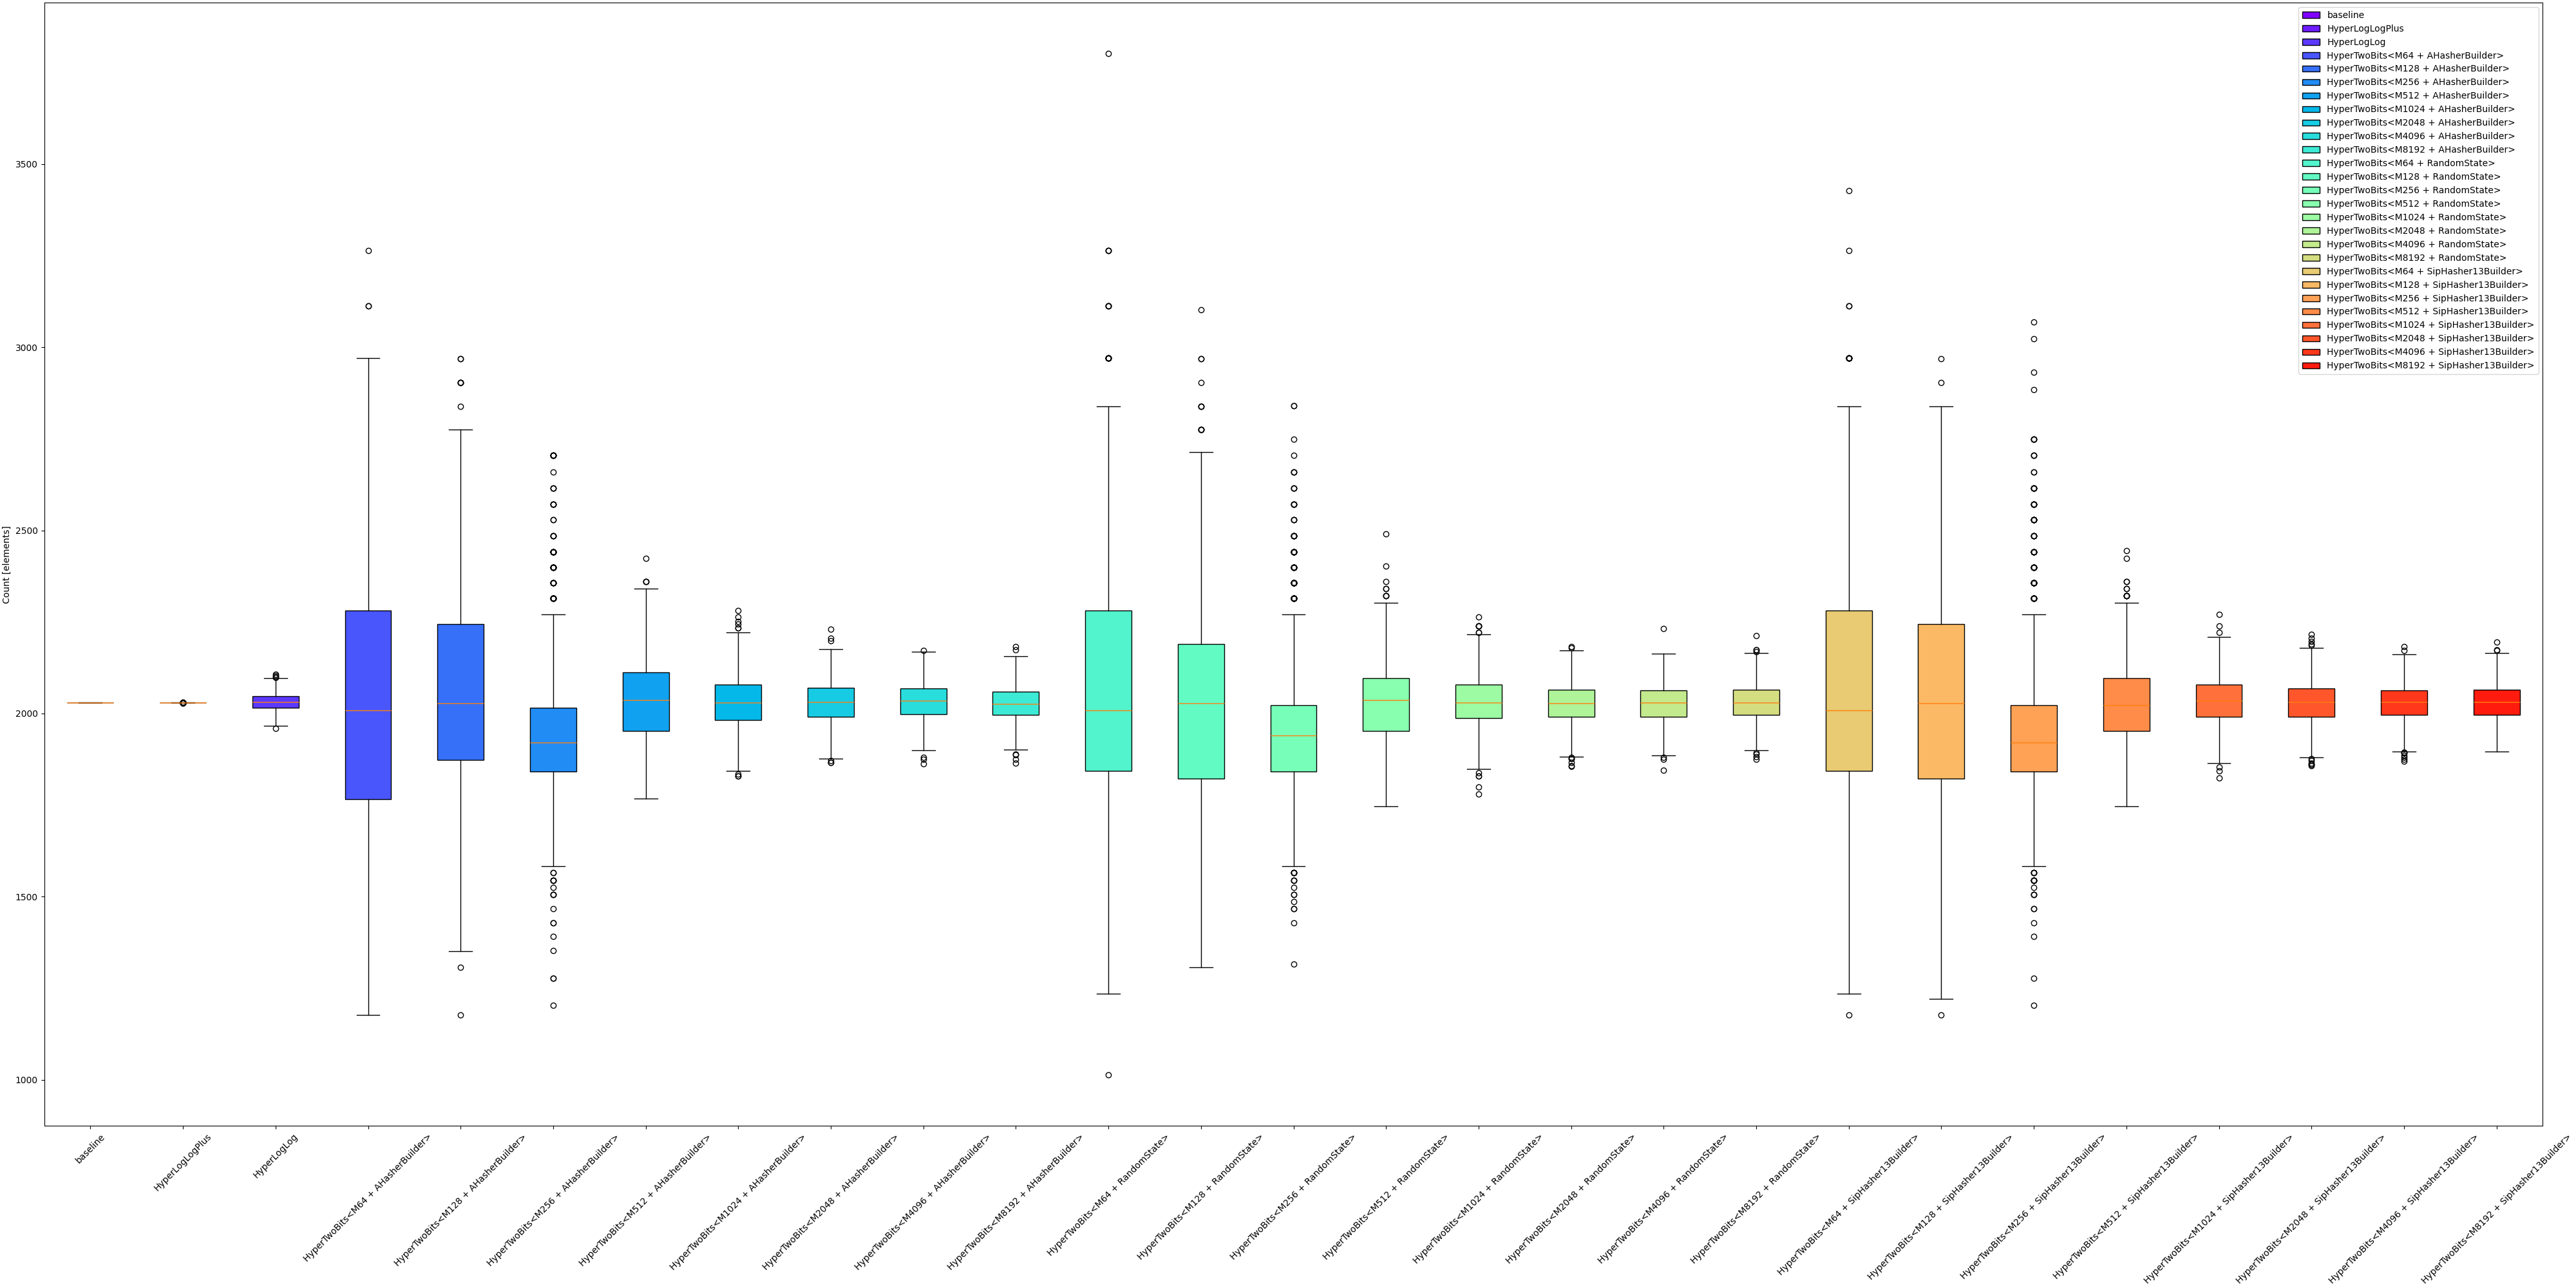 Count [elements]
3500
3000
2500
2000
1500
1000
baseline
HyperLogLogPlus
HyperLogLog
HyperTwoBits<M64 + AHasherBuilder>
HyperTwoBits<M128 + AHasherBuilder>
HyperTwoBits<M256 + AHasherBuilder>
HyperTwoBits<M512 + AHasherBuilder>
HyperTwoBits<M1024 + AHasherBuilder>
HyperTwoBits<M2048 + AHasherBuilder>
HyperTwoBits<M4096 + AHasherBuilder>
HyperTwoBits<M8192 + AHasherBuilder>
HyperTwoBits<M64 + RandomState>
HyperTwoBits<M128 + RandomState>
HyperTwoBits<M256 + RandomState>
HyperTwoBits<M512 + RandomState>
HyperTwoBits<M1024 + RandomState>
HyperTwoBits<M2048 + RandomState>
HyperTwoBits<M4096 + RandomState>
HyperTwoBits<M8192 + RandomState>
HyperTwoBits<M64 + SipHasher13Builder>
HyperTwoBits<M128 + SipHasher13Builder>
HyperTwoBits<M256 + SipHasher13Builder>
HyperTwoBits<M512 + SipHasher13Builder>
HyperTwoBits<M1024 + SipHasher13Builder>
HyperTwoBits<M2048 + SipHasher13Builder>
HyperTwoBits<M4096 + SipHasher13Builder>
HyperTwoBits<M8192 + SipHasher13Builder>
baseline
HyperLogLogPlus
HyperLogLog
HyperTwoBits<M64 + AHasherBuilder>
HyperTwoBits<M128 + AHasherBuilder>
HyperTwoBits<M256 + AHasherBuilder>
HyperTwoBits<M512 + AHasherBuilder>
HyperTwoBits<M1024 + AHasherBuilder>
HyperTwoBits<M2048 + AHasherBuilder>
HyperTwoBits<M4096 + AHasherBuilder>
HyperTwoBits<M8192 + AHasherBuilder>
HyperTwoBits<M64 + RandomState>
HyperTwoBits<M128 + RandomState>
HyperTwoBits<M256 + RandomState>
HyperTwoBits<M512 + RandomState>
HyperTwoBits<M1024 + RandomState>
HyperTwoBits<M2048 + RandomState>
HyperTwoBits<M4096 + RandomState>
HyperTwoBits<M8192 + RandomState>
HyperTwoBits<M64 + SipHasher13Builder>
HyperTwoBits<M128 + SipHasher13Builder>
HyperTwoBits<M256 + SipHasher13Builder>
HyperTwoBits<M512 + SipHasher13Builder>
HyperTwoBits<M1024 + SipHasher13Builder>
HyperTwoBits<M2048 + SipHasher13Builder>
HyperTwoBits<M4096 + SipHasher13Builder>
HyperTwoBits<M8192 + SipHasher13Builder>